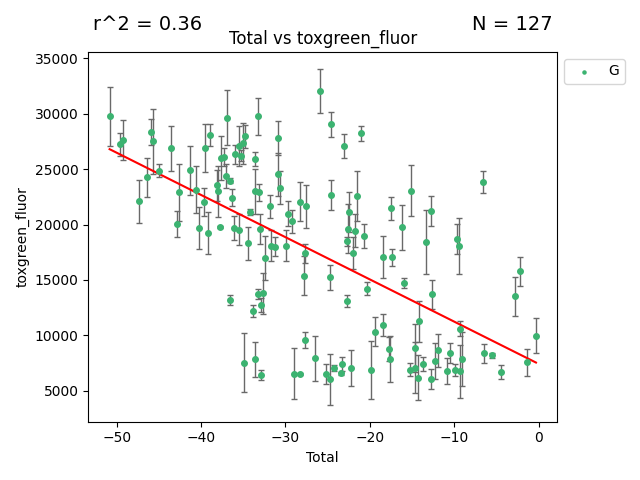 r^2 = 0.36
N = 127
Total vs toxgreen_fluor
35000
30000
25000
20000
15000
10000
5000
toxgreen_fluor
−50
−40
−30
−20
−10
0
Total
G